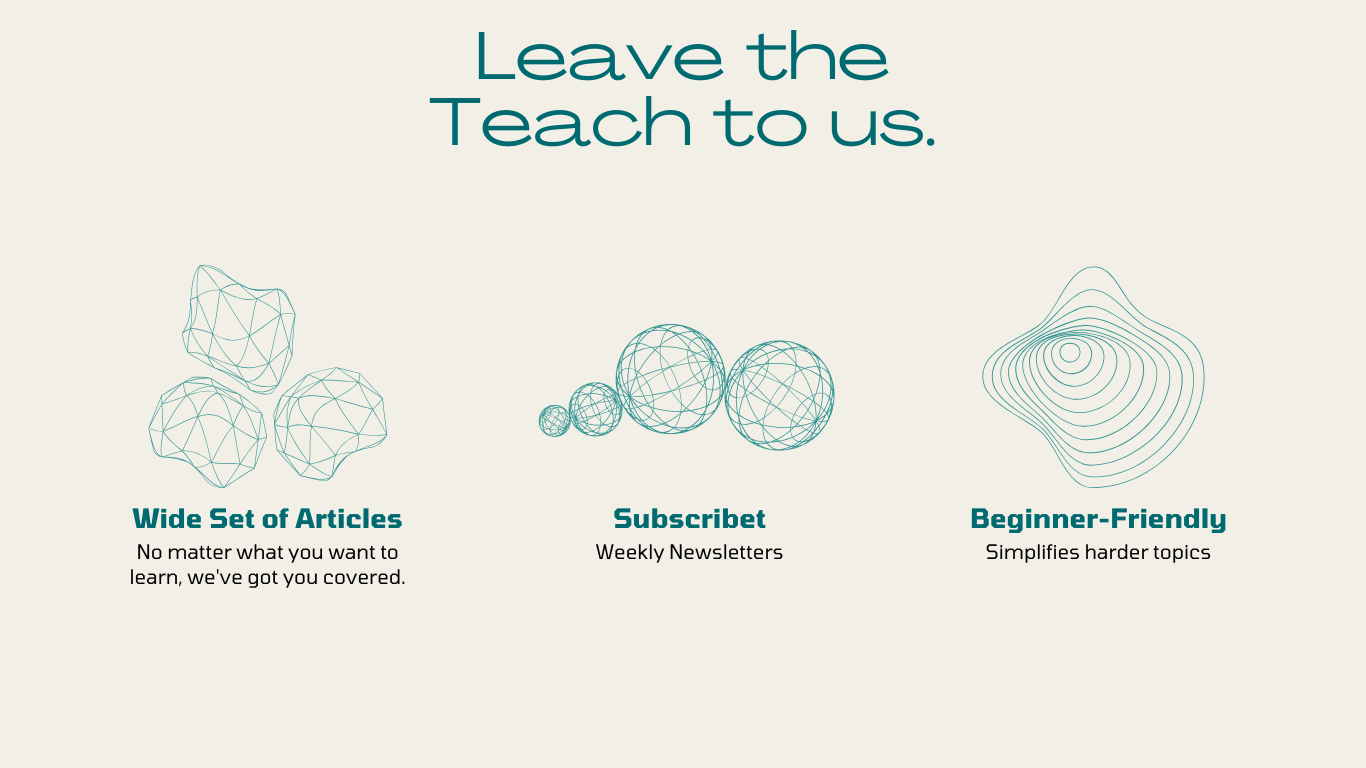 Leave the
Teach to us.
Wide Set of Articles
No matter what you want to
learn, we've got you covered.
Subscribet
Weekly Newsletters
Beginner-Friendly
Simplifies harder topics